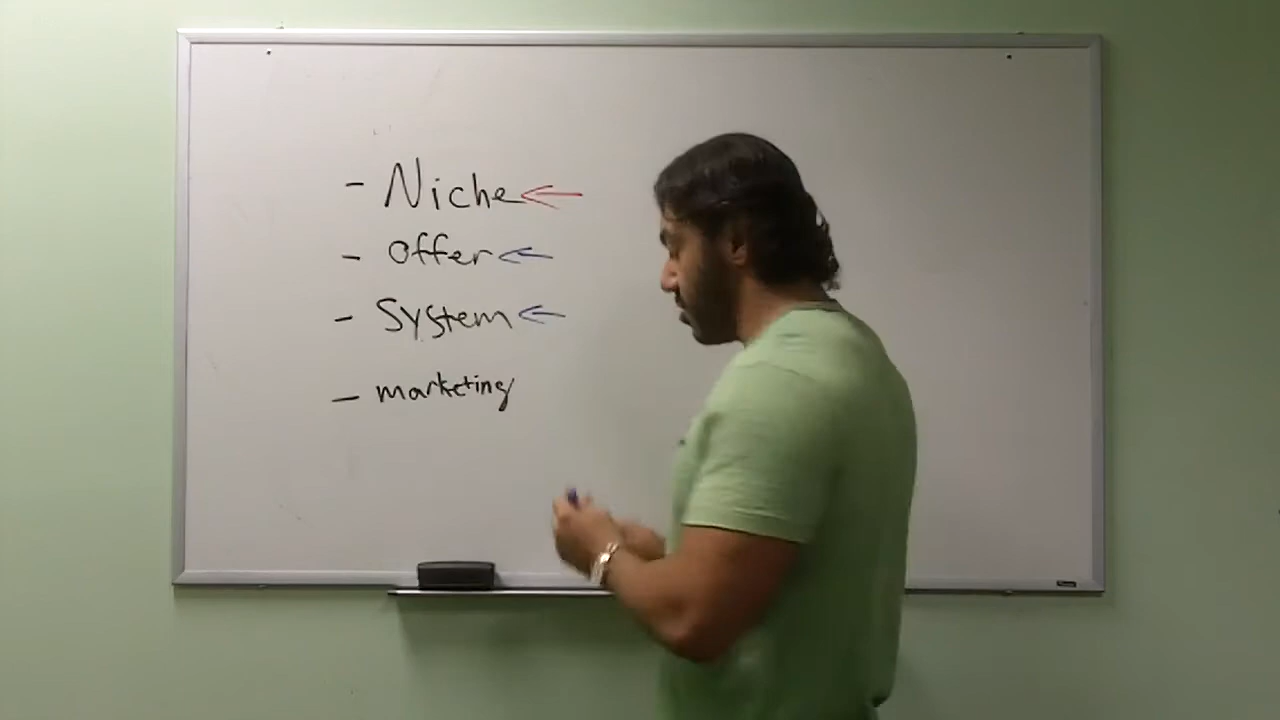 - Niche ←
- Offer ←
- System ←
- marketing